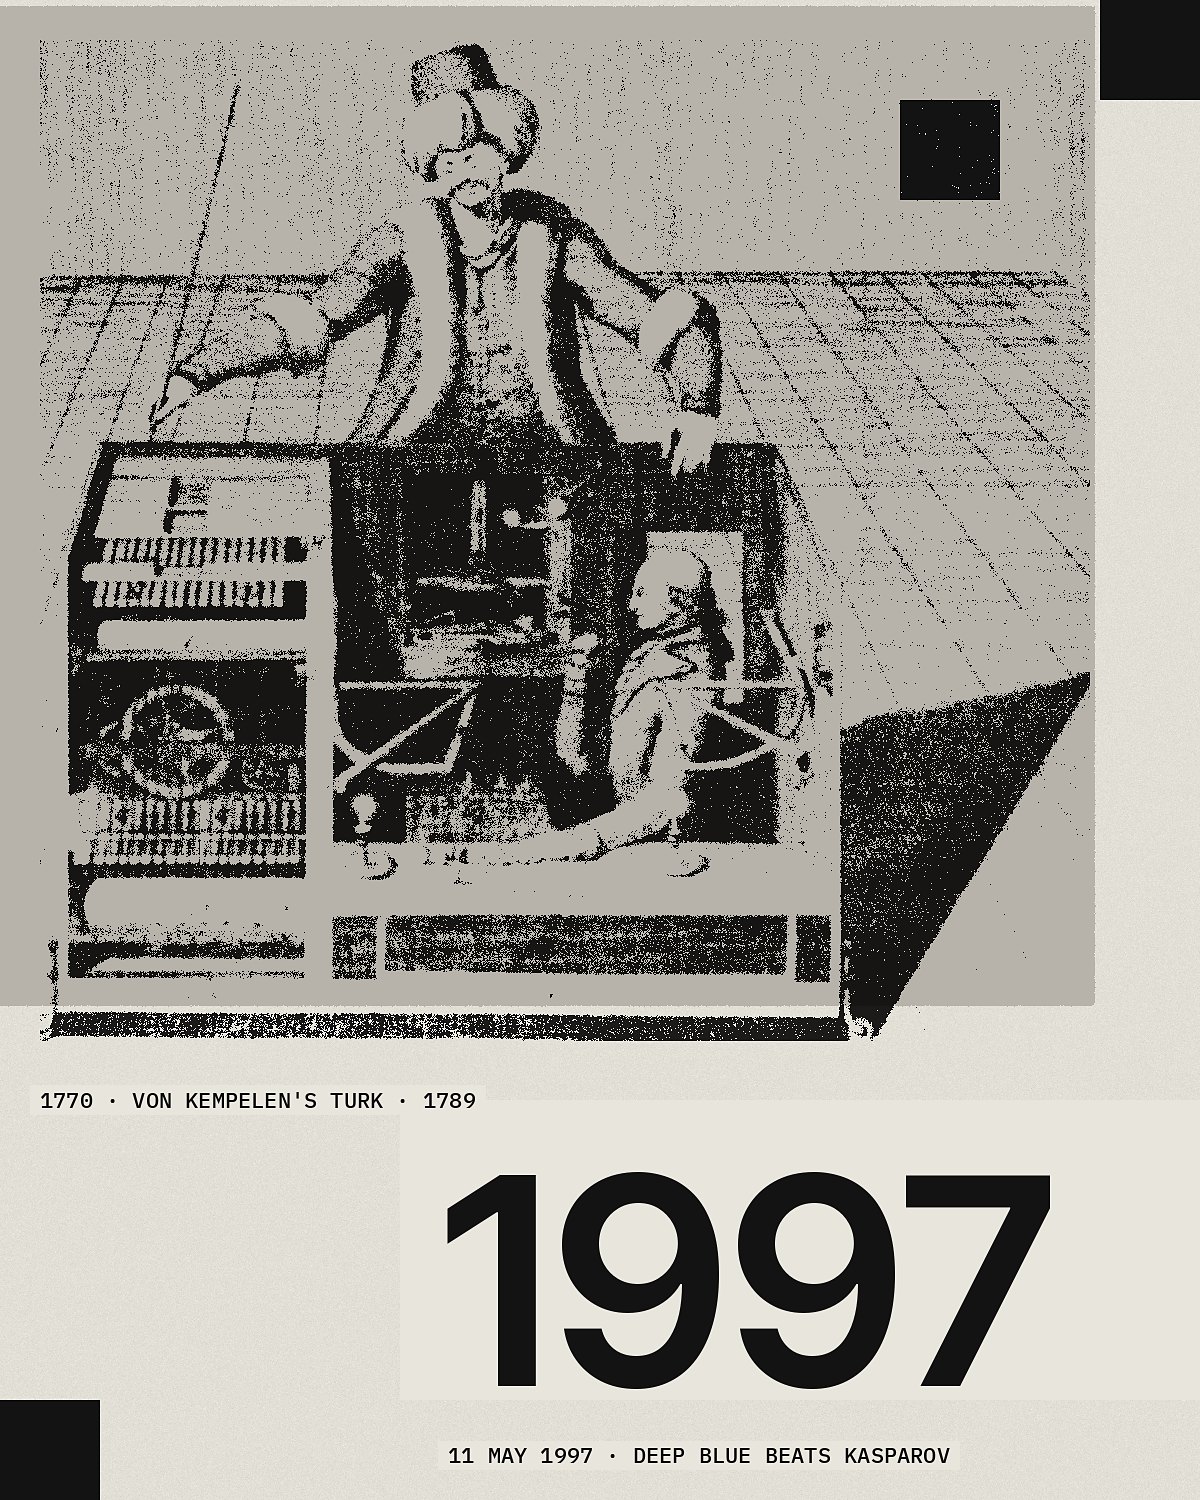 1770 · VON KEMPELEN'S TURK · 1789
1997
11 MAY 1997 · DEEP BLUE BEATS KASPAROV